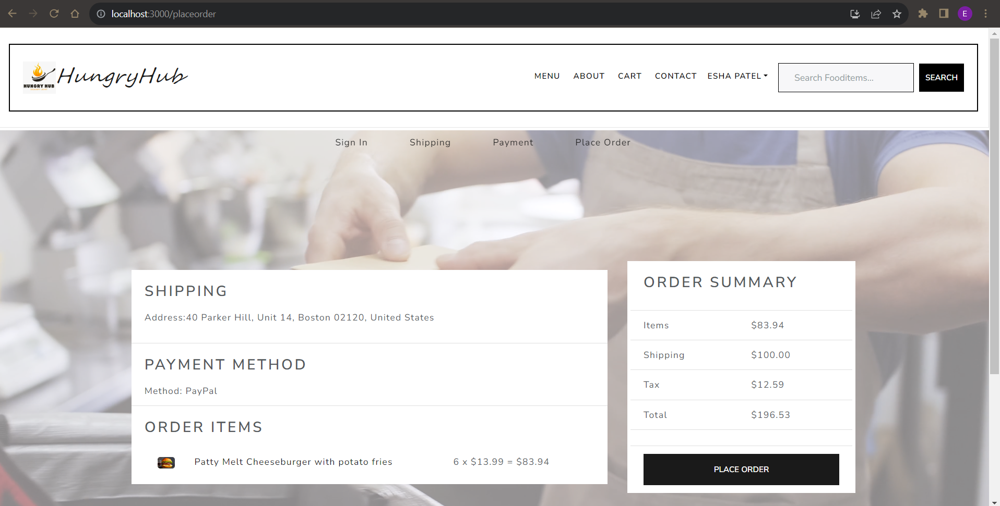 localhost:3000/placeorder
E
HUNGRY HUB
HungryHub
MENU ABOUT CART CONTACT ESHA PATEL
Search Fooditems...
SEARCH
Sign In Shipping Payment Place Order
SHIPPING
Address:40 Parker Hill, Unit 14, Boston 02120, United States
PAYMENT METHOD
Method: PayPal
ORDER ITEMS
Patty Melt Cheeseburger with potato fries 6 x $13.99 = $83.94
ORDER SUMMARY
Items $83.94
Shipping $100.00
Tax $12.59
Total $196.53
PLACE ORDER